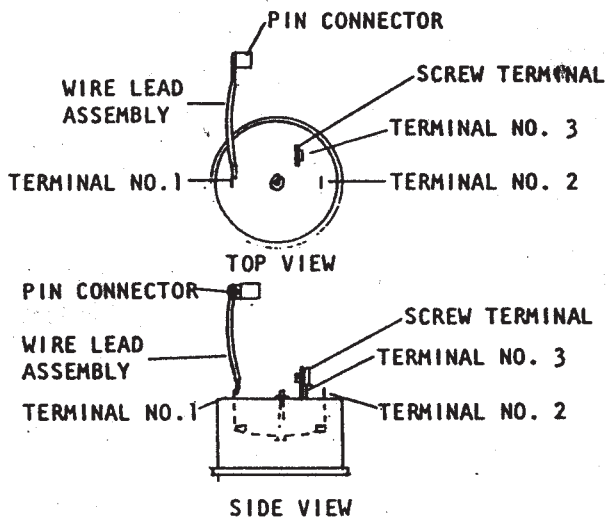 PIN CONNECTOR
SCREW TERMINAL
WIRE LEAD
ASSEMBLY
TERMINAL NO. 3
TERMINAL NO.1
TERMINAL NO. 2
TOP VIEW
PIN CONNECTOR
SCREW TERMINAL
WIRE LEAD
ASSEMBLY
TERMINAL NO. 3
TERMINAL NO.1
TERMINAL NO. 2
SIDE VIEW